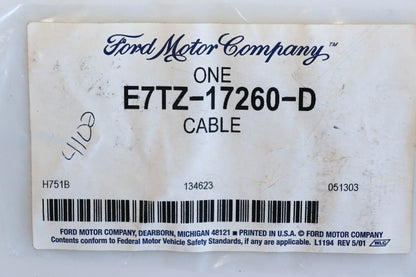 Ford Motor Company™
ONE
E7TZ-17260-D
CABLE
H751B 134623 051303
FORD MOTOR COMPANY, DEARBORN, MICHIGAN 48121 ■ PRINTED IN U.S.A. © FORD MOTOR COMPANY
Contents conform to Federal Motor Vehicle Safety Standards, if any are applicable. L1194 REV 5/01